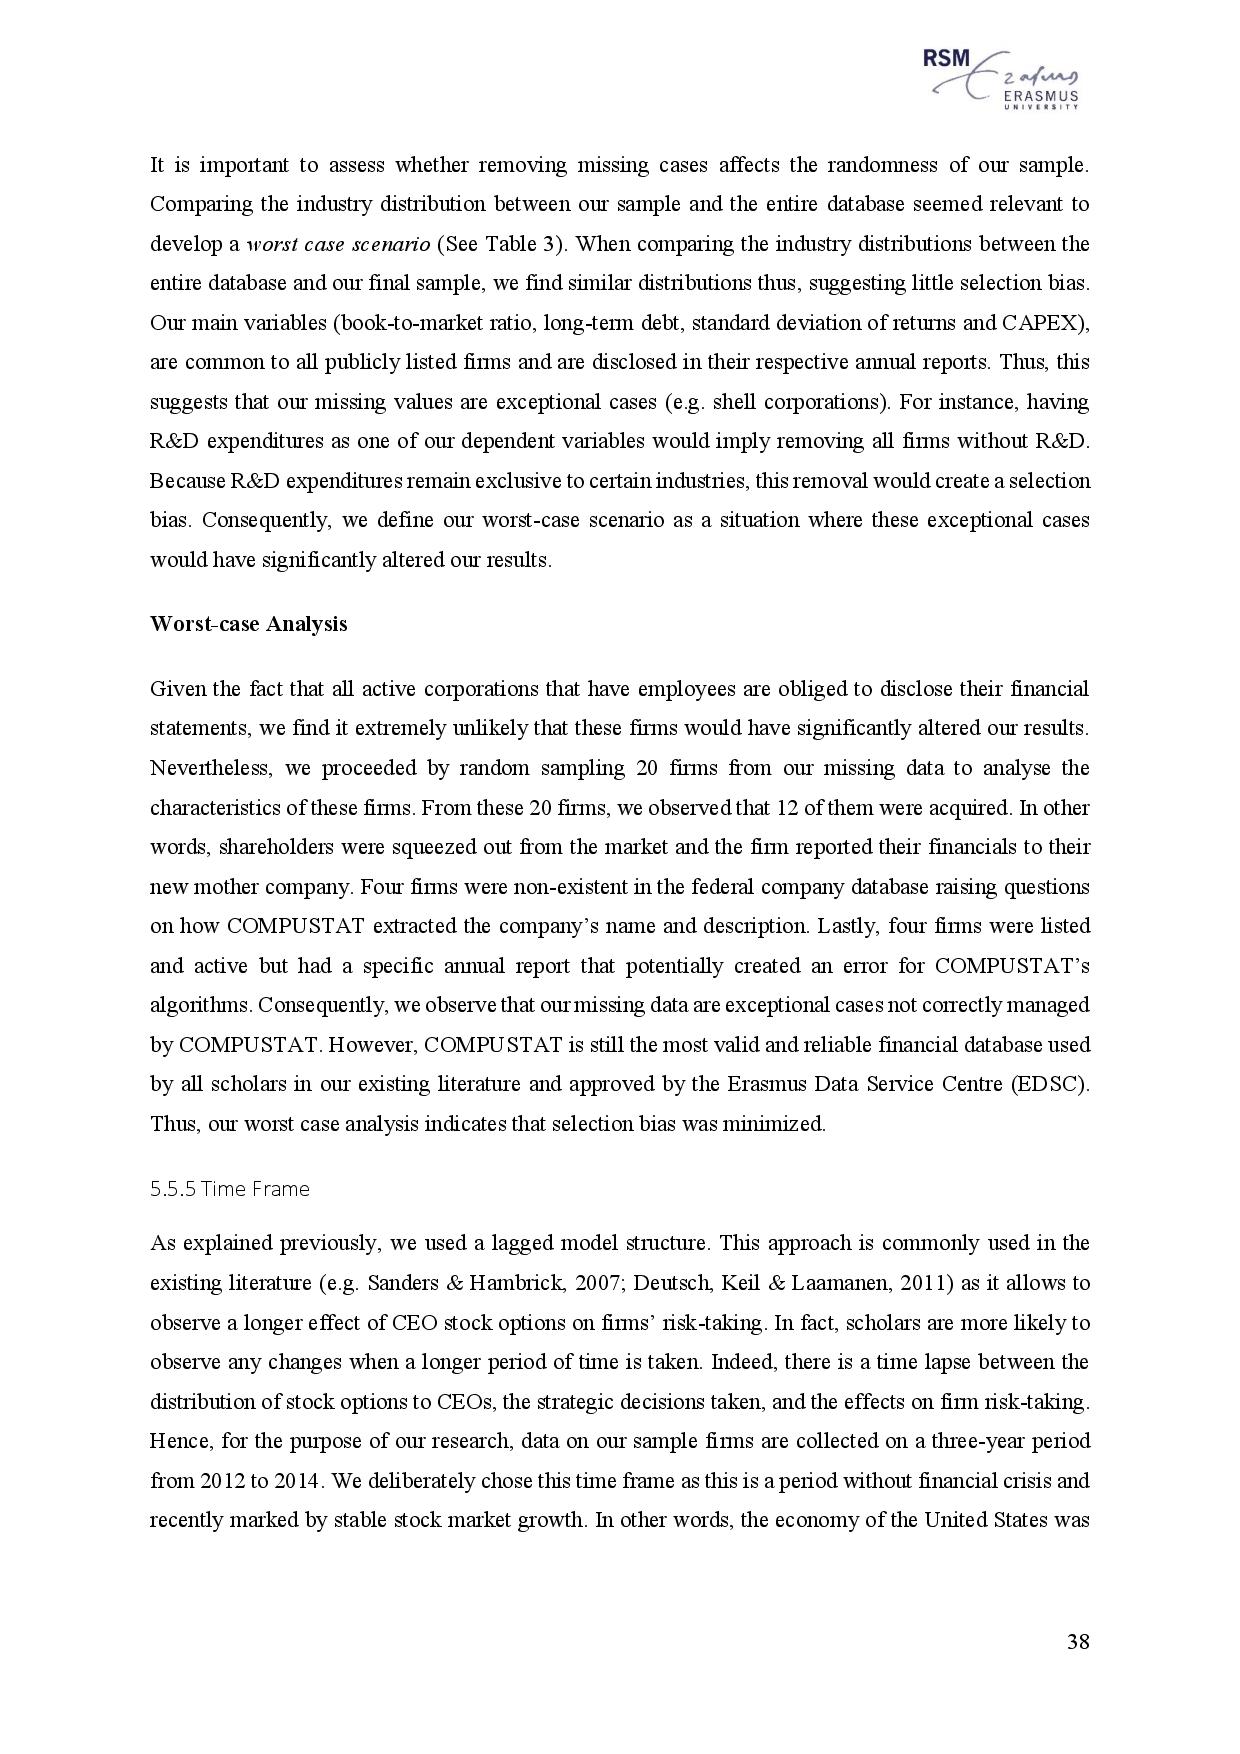 RSM
ERASMUS
UNIVERSITY
It is important to assess whether removing missing cases affects the randomness of our sample.
Comparing the industry distribution between our sample and the entire database seemed relevant to
develop a worst case scenario (See Table 3). When comparing the industry distributions between the
entire database and our final sample, we find similar distributions thus, suggesting little selection bias.
Our main variables (book-to-market ratio, long-term debt, standard deviation of returns and CAPEX),
are common to all publicly listed firms and are disclosed in their respective annual reports. Thus, this
suggests that our missing values are exceptional cases (e.g. shell corporations). For instance, having
R&D expenditures as one of our dependent variables would imply removing all firms without R&D.
Because R&D expenditures remain exclusive to certain industries, this removal would create a selection
bias. Consequently, we define our worst-case scenario as a situation where these exceptional cases
would have significantly altered our results.
Worst-case Analysis
Given the fact that all active corporations that have employees are obliged to disclose their financial
statements, we find it extremely unlikely that these firms would have significantly altered our results.
Nevertheless, we proceeded by random sampling 20 firms from our missing data to analyse the
characteristics of these firms. From these 20 firms, we observed that 12 of them were acquired. In other
words, shareholders were squeezed out from the market and the firm reported their financials to their
new mother company. Four firms were non-existent in the federal company database raising questions
on how COMPUSTAT extracted the company’s name and description. Lastly, four firms were listed
and active but had a specific annual report that potentially created an error for COMPUSTAT’s
algorithms. Consequently, we observe that our missing data are exceptional cases not correctly managed
by COMPUSTAT. However, COMPUSTAT is still the most valid and reliable financial database used
by all scholars in our existing literature and approved by the Erasmus Data Service Centre (EDSC).
Thus, our worst case analysis indicates that selection bias was minimized.
5.5.5 Time Frame
As explained previously, we used a lagged model structure. This approach is commonly used in the
existing literature (e.g. Sanders & Hambrick, 2007; Deutsch, Keil & Laamanen, 2011) as it allows to
observe a longer effect of CEO stock options on firms’ risk-taking. In fact, scholars are more likely to
observe any changes when a longer period of time is taken. Indeed, there is a time lapse between the
distribution of stock options to CEOs, the strategic decisions taken, and the effects on firm risk-taking.
Hence, for the purpose of our research, data on our sample firms are collected on a three-year period
from 2012 to 2014. We deliberately chose this time frame as this is a period without financial crisis and
recently marked by stable stock market growth. In other words, the economy of the United States was
38